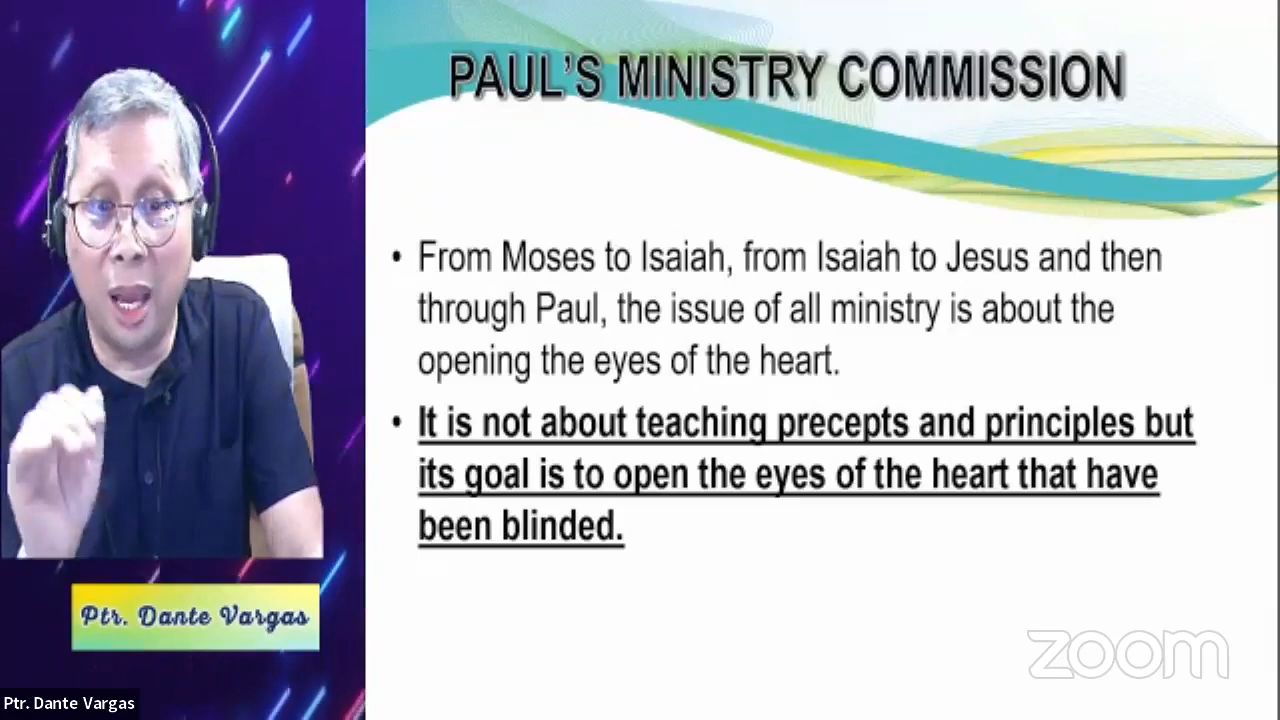 PAUL'S MINISTRY COMMISSION
• From Moses to Isaiah, from Isaiah to Jesus and then
through Paul, the issue of all ministry is about the
opening the eyes of the heart.
• It is not about teaching precepts and principles but
its goal is to open the eyes of the heart that have
been blinded.
Ptr. Dante Vargas
zoom
Ptr. Dante Vargas